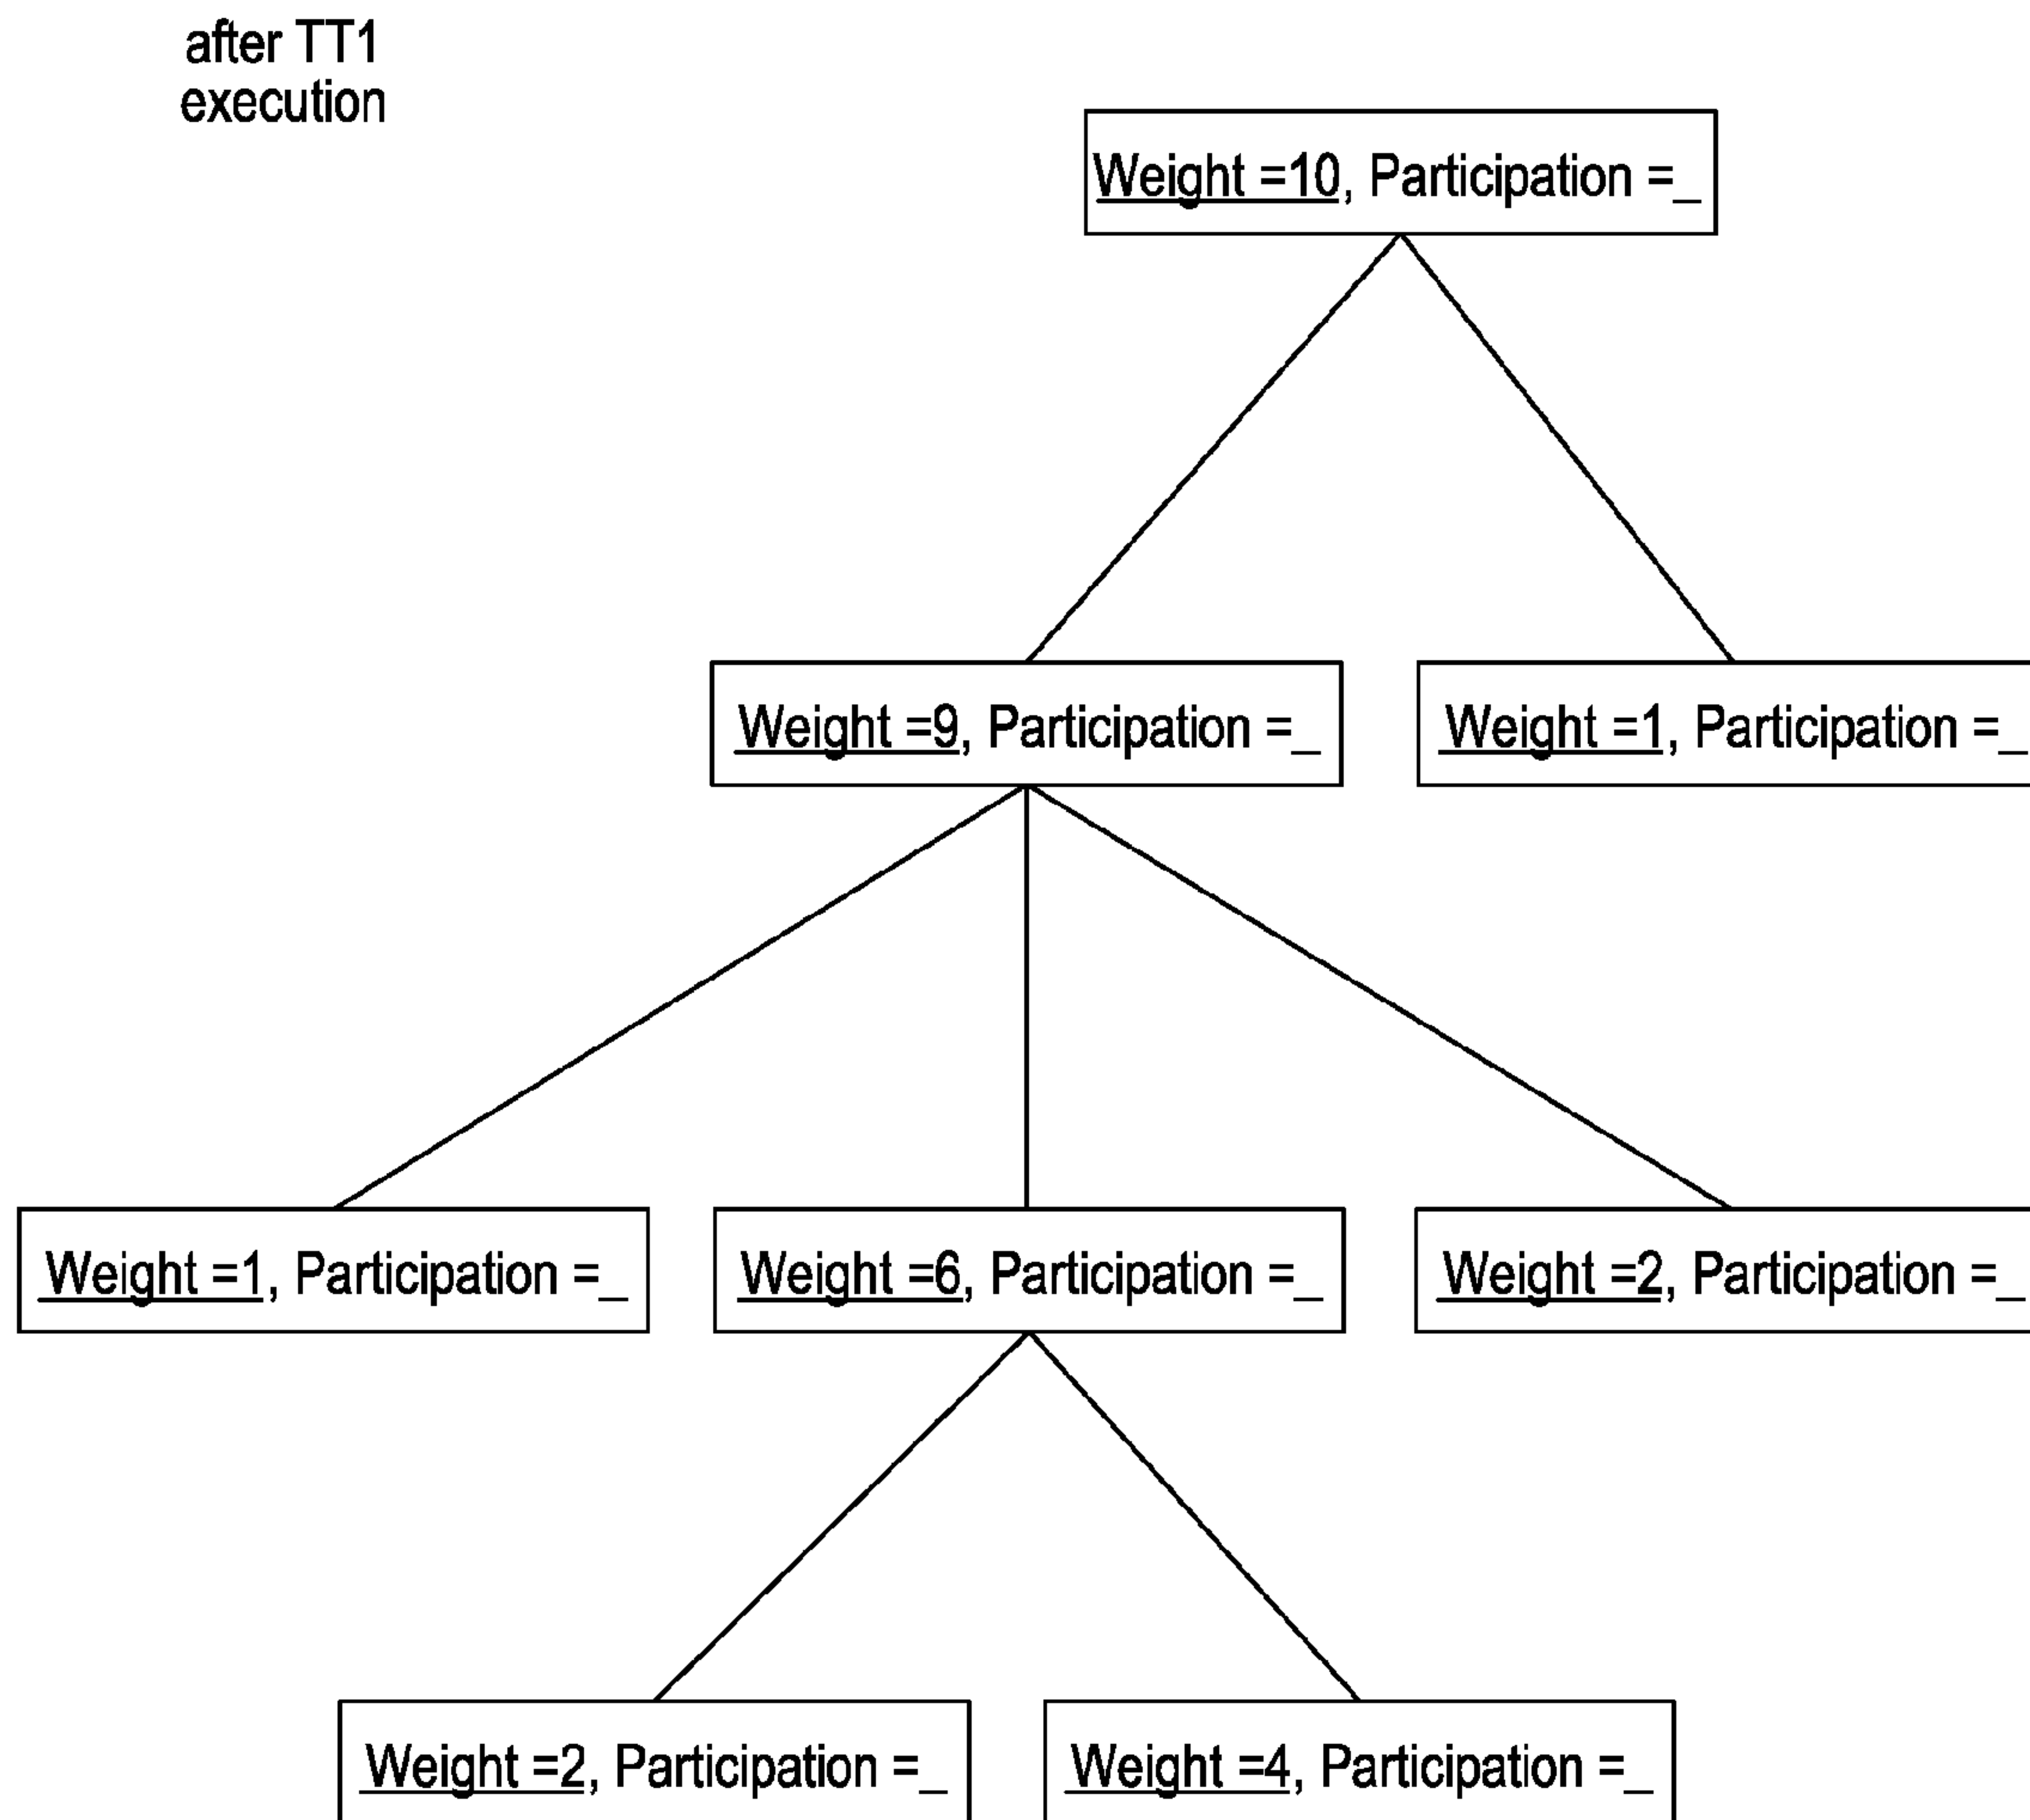 after TT1
execution
Weight =10, Participation =_
Weight =9, Participation =_
Weight =1, Participation =_
Weight =1, Participation =_
Weight =6, Participation =_
Weight =2, Participation =_
Weight =2, Participation =_
Weight =4, Participation =_